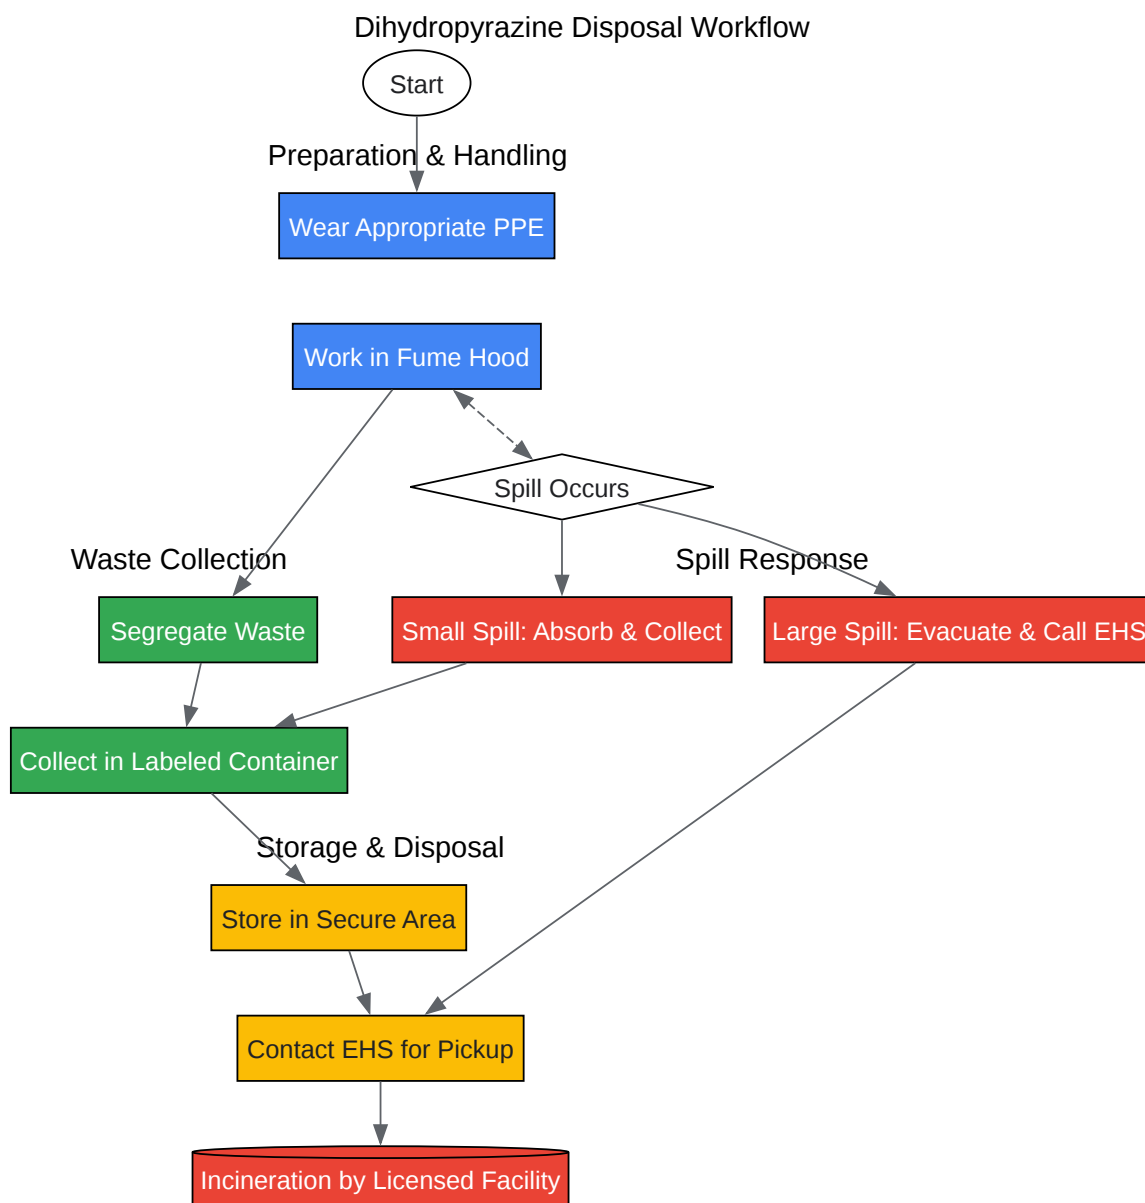 Dihydropyrazine Disposal Workflow
Start
Preparation & Handling
Wear Appropriate PPE
Work in Fume Hood
Spill Occurs
Waste Collection
Spill Response
Segregate Waste
Small Spill: Absorb & Collect
Large Spill: Evacuate & Call EHS
Collect in Labeled Container
Storage & Disposal
Store in Secure Area
Contact EHS for Pickup
Incineration by Licensed Facility